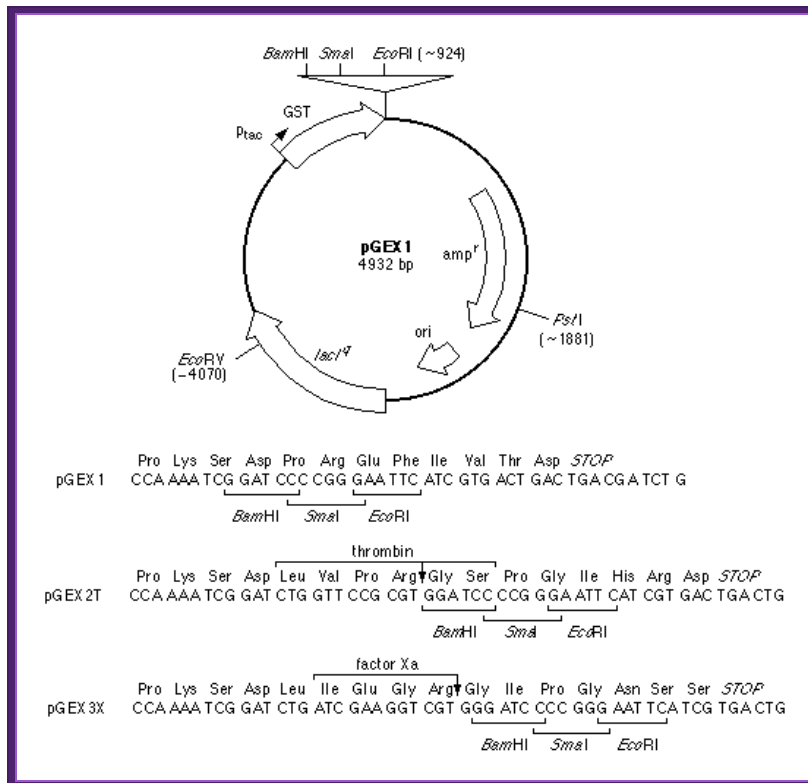 BamHI SmaI EcoRI (~924)
GST
Ptac
pGEX1
4932 bp
ampr
PstI
(~1881)
ori
lacIq
EcoRV
(~4070)
Pro Lys Ser Asp Pro Arg Glu Phe Ile Val Thr Asp STOP
pGEX1 CCA AAA TCG GAT CCC CGG GAA TTC ATC GTG ACT GAC TGA CGA TCT G
BamHI SmaI EcoRI
thrombin
Pro Lys Ser Asp Leu Val Pro Arg Gly Ser Pro Gly Ile His Arg Asp STOP
pGEX2T CCA AAA TCG GAT CTG GTT CCG CGT GGA TCC CCG GGA ATT CAT CGT GAC TGA CTG
BamHI SmaI EcoRI
factor Xa
Pro Lys Ser Asp Leu Ile Glu Gly Arg Gly Ile Pro Gly Asn Ser Ser STOP
pGEX3X CCA AAA TCG GAT CTG ATC GAA GGT CGT GGG ATC CCC GGG AAT TCA TCG TGA CTG
BamHI SmaI EcoRI